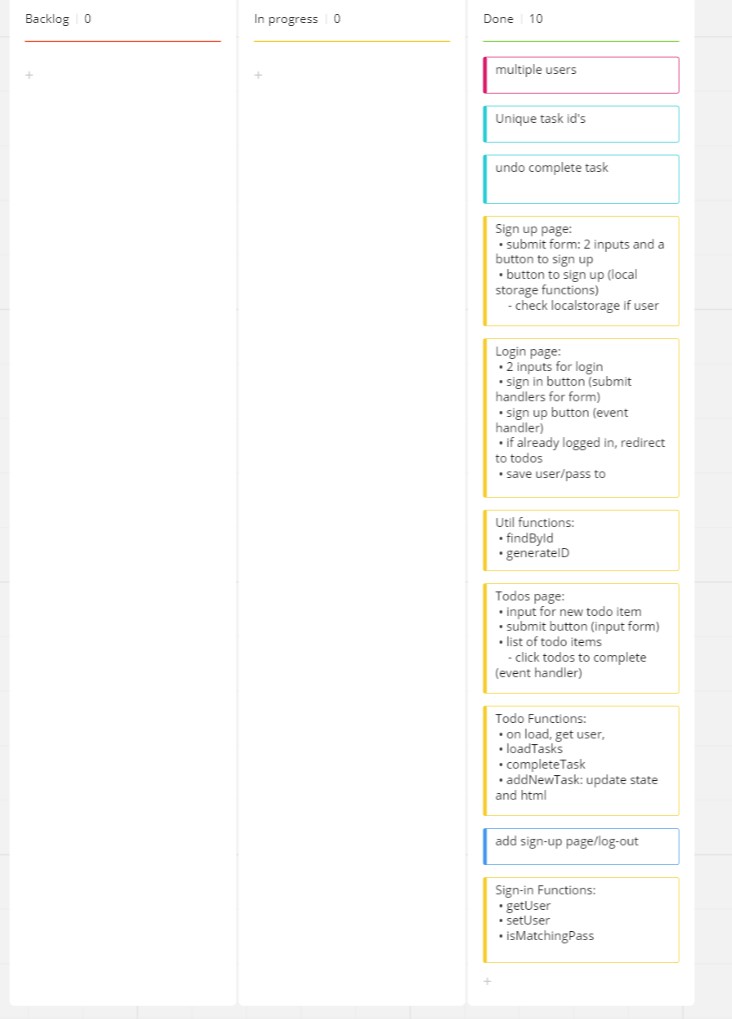 Backlog | 0
In progress | 0
Done | 10
+
+
multiple users
Unique task id's
undo complete task
Sign up page:
• submit form: 2 inputs and a
button to sign up
• button to sign up (local
storage functions)
- check localstorage if user
Login page:
• 2 inputs for login
• sign in button (submit
handlers for form)
• sign up button (event
handler)
• if already logged in, redirect
to todos
• save user/pass to
Util functions:
• findById
• generateID
Todos page:
• input for new todo item
• submit button (input form)
• list of todo items
- click todos to complete
(event handler)
Todo Functions:
• on load, get user,
• loadTasks
• completeTask
• addNewTask: update state
and html
add sign-up page/log-out
Sign-in Functions:
• getUser
• setUser
• isMatchingPass
+